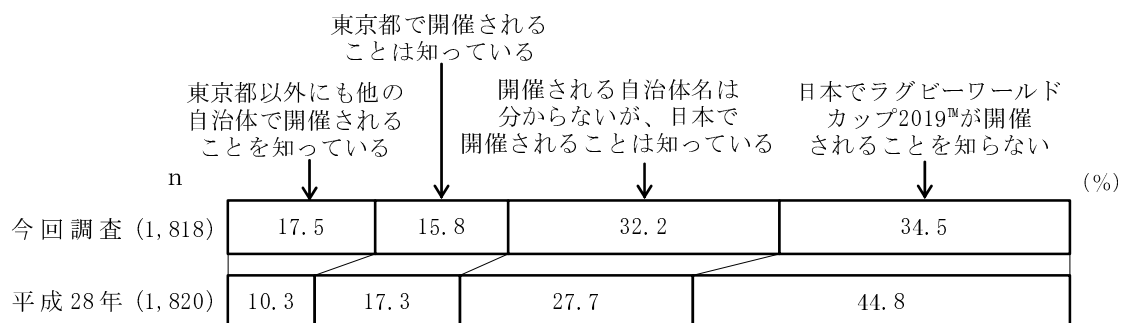 東京都で開催される
ことは知っている
東京都以外にも他の
自治体で開催される
ことを知っている
開催される自治体名は
分からないが、日本で
開催されることは知っている
日本でラグビーワールド
カップ2019™が開催
されることを知らない
n
(%)
今回調査 (1,818) 17.5 15.8 32.2 34.5
平成28年 (1,820) 10.3 17.3 27.7 44.8